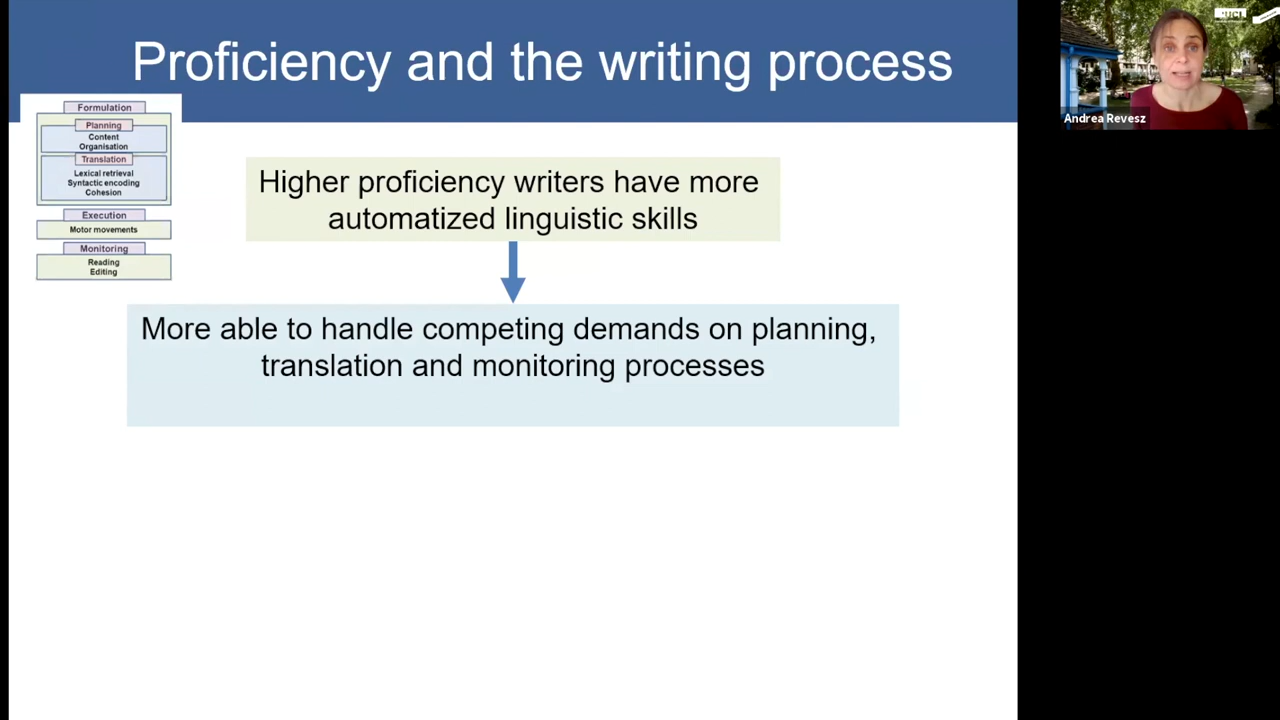 Proficiency and the writing process
Formulation
Planning
Content
Organisation
Translation
Lexical retrieval
Syntactic encoding
Cohesion
Execution
Motor movements
Monitoring
Reading
Editing
Higher proficiency writers have more
automatized linguistic skills
More able to handle competing demands on planning,
translation and monitoring processes
Andrea Revesz